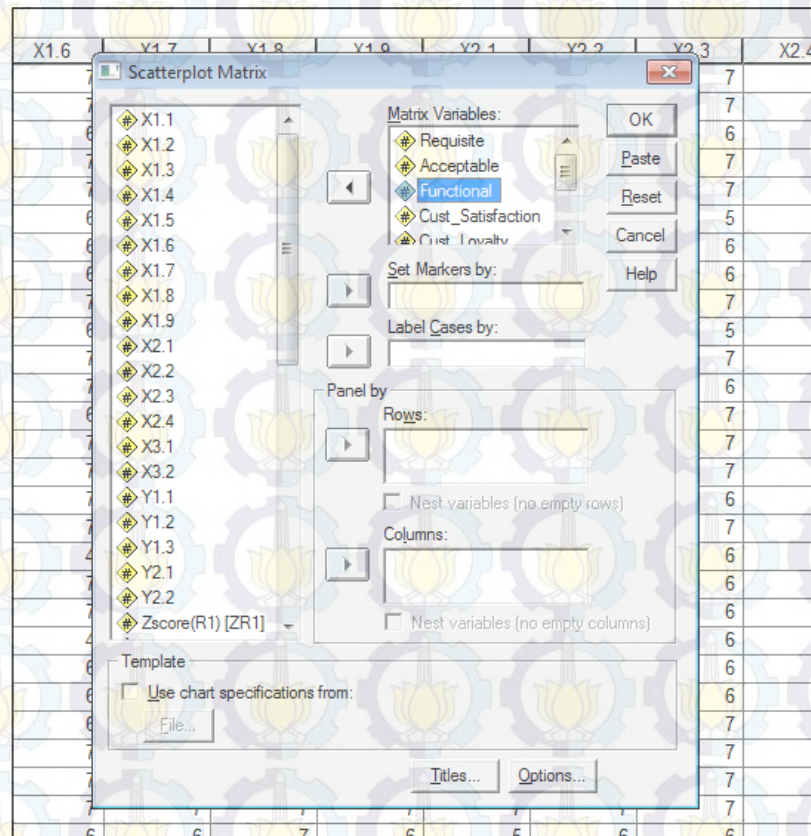 X1.6 X1.7 X1.8 X1.9 X2.1 X2.2 X2.3 X2.4
Scatterplot Matrix
X1.1
X1.2
X1.3
X1.4
X1.5
X1.6
X1.7
X1.8
X1.9
X2.1
X2.2
X2.3
X2.4
X3.1
X3.2
Y1.1
Y1.2
Y1.3
Y2.1
Y2.2
Zscore(R1) [ZR1]
Matrix Variables:
Requisite
Acceptable
Functional
Cust_Satisfaction
Cust_Loyalty
Set Markers by:
Label Cases by:
Panel by
Rows:
Nest variables (no empty rows)
Columns:
Nest variables (no empty columns)
OK
Paste
Reset
Cancel
Help
Template
Use chart specifications from:
File...
Titles... Options...
7
7
6
7
7
5
6
6
7
5
7
6
7
7
7
6
7
6
6
6
6
6
7
7
7
7